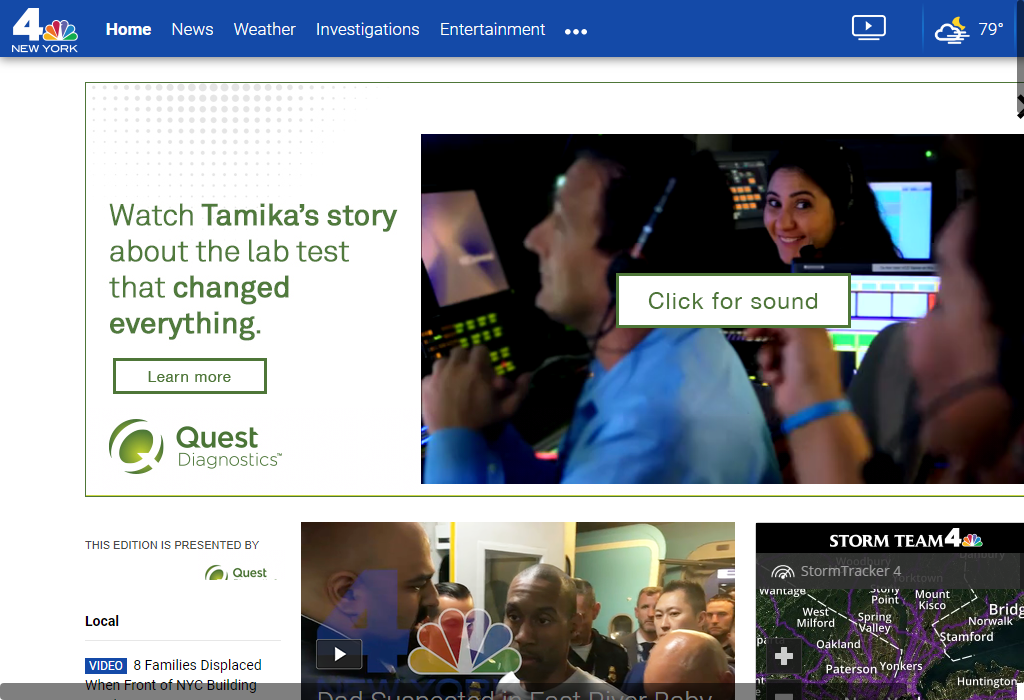 4
NEW YORK
Home News Weather Investigations Entertainment •••
79°
Watch Tamika's story
about the lab test
that changed
everything.
Click for sound
Learn more
Quest
Diagnostics™
THIS EDITION IS PRESENTED BY
Quest
Local
VIDEO 8 Families Displaced
When Front of NYC Building
Dad Suspected in East River Baby
STORM TEAM 4
StormTracker 4
Woodbury
Danbury
Yorktown
Wantage
Stony
Point
Mount
Kisco
West
Milford
Spring
Valley
Norwalk
Stamford
Oakland
Paterson
Yonkers
Huntington